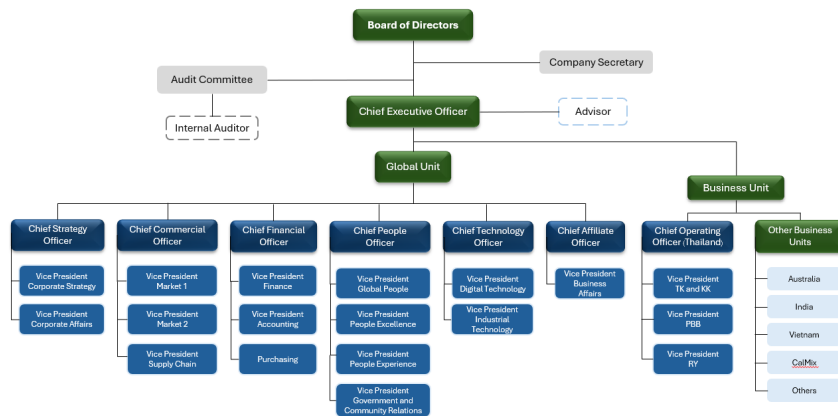 Board of Directors
Company Secretary
Audit Committee
Chief Executive Officer
Advisor
Internal Auditor
Global Unit
Business Unit
Chief Strategy
Officer
Chief Commercial
Officer
Chief Financial
Officer
Chief People
Officer
Chief Technology
Officer
Chief Affiliate
Officer
Chief Operating
Officer (Thailand)
Other Business
Units
Vice President
Corporate Strategy
Vice President
Corporate Affairs
Vice President
Market 1
Vice President
Market 2
Vice President
Supply Chain
Vice President
Finance
Vice President
Accounting
Purchasing
Vice President
Global People
Vice President
People Excellence
Vice President
People Experience
Vice President
Government and
Community Relations
Vice President
Digital Technology
Vice President
Industrial
Technology
Vice President
Business
Affairs
Vice President
TK and KK
Vice President
PBB
Vice President
RY
Australia
India
Vietnam
CalMix
Others